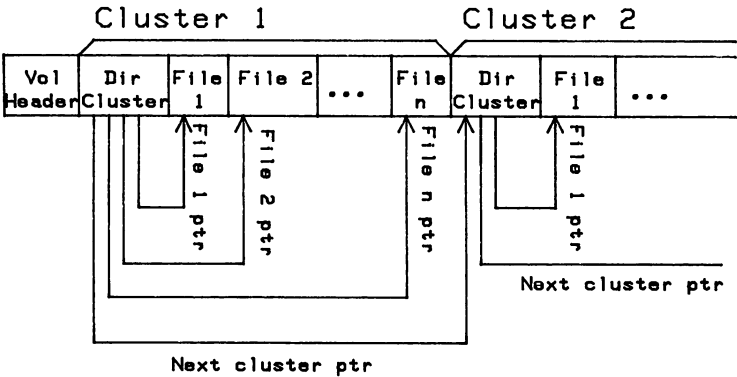 Cluster 1
Cluster 2
Vol
Header
Dir
Cluster
File
1
File 2
...
File
n
Dir
Cluster
File
1
...
File 1 ptr
File 2 ptr
File n ptr
File 1 ptr
Next cluster ptr
Next cluster ptr